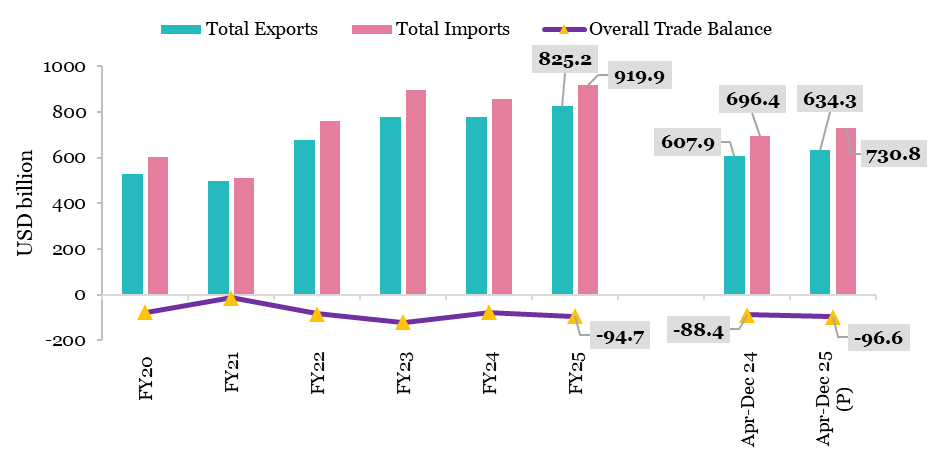 Total Exports Total Imports Overall Trade Balance
825.2
919.9
696.4
634.3
607.9
730.8
1000
800
600
400
200
0
-200
USD billion
-94.7
-88.4
-96.6
FY20
FY21
FY22
FY23
FY24
FY25
Apr-Dec 24
Apr-Dec 25
(P)